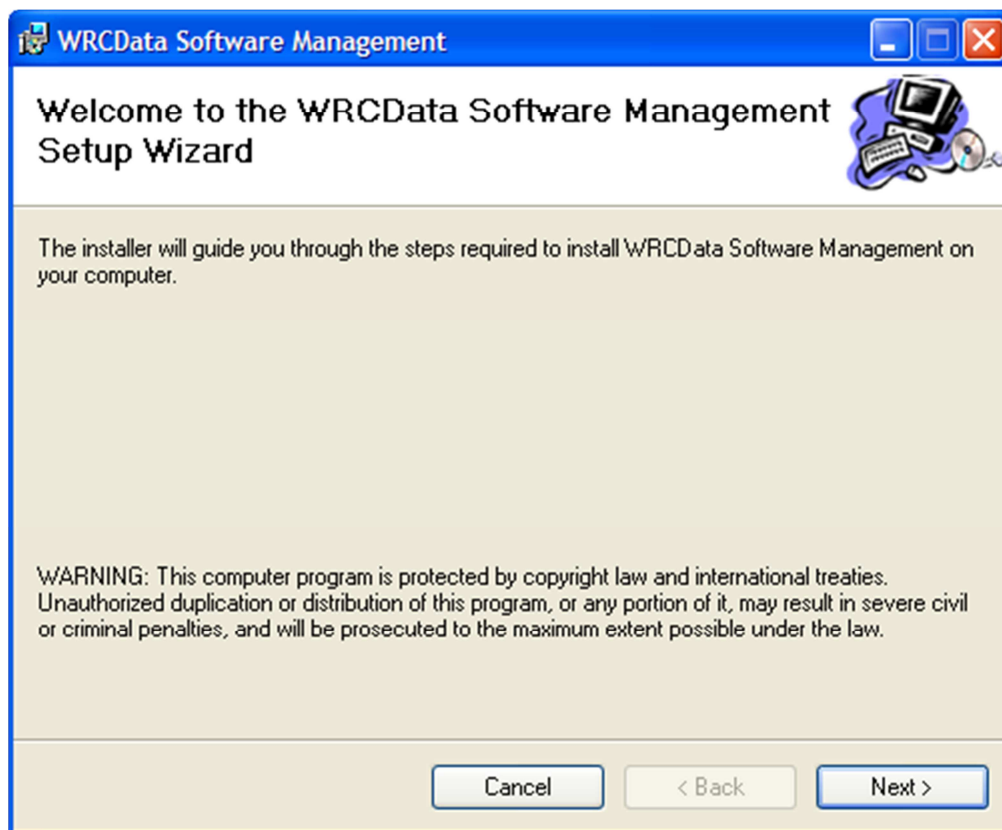 WRCData Software Management
Welcome to the WRCData Software Management
Setup Wizard
The installer will guide you through the steps required to install WRCData Software Management on
your computer.
WARNING: This computer program is protected by copyright law and international treaties.
Unauthorized duplication or distribution of this program, or any portion of it, may result in severe civil
or criminal penalties, and will be prosecuted to the maximum extent possible under the law.
Cancel
< Back
Next >